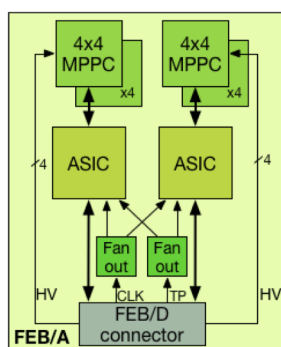 4x4 4x4
MPPC MPPC
x4 x4
4 4
ASIC ASIC
Fan Fan
out out
HV CLK TP HV
FEB/D
FEB/A connector